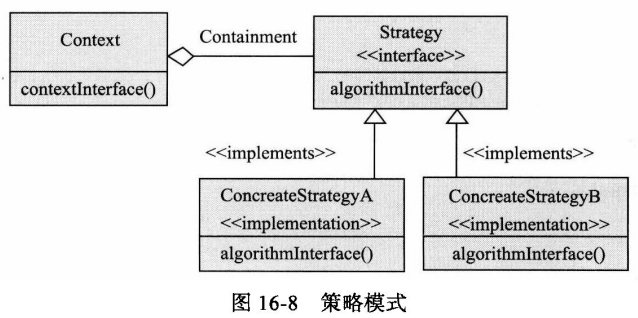 Context
contextInterface()
Containment
Strategy
<<interface>>
algorithmInterface()
<<implements>>
<<implements>>
ConcreateStrategyA
<<implementation>>
algorithmInterface()
ConcreateStrategyB
<<implementation>>
algorithmInterface()
图 16-8 策略模式